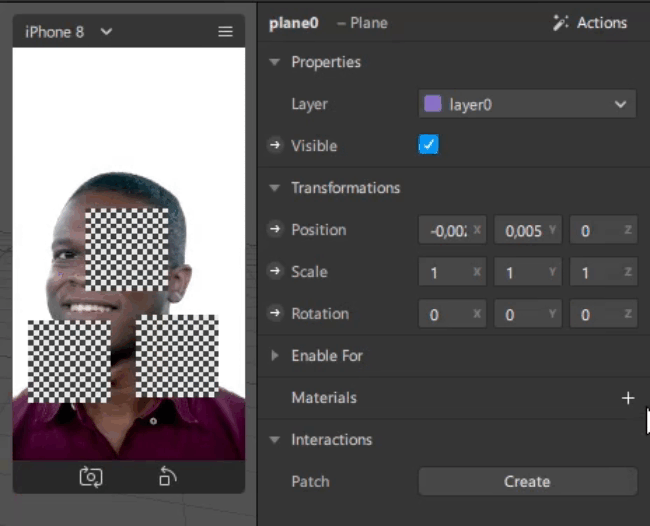 iPhone 8
plane0 – Plane Actions
Properties
Layer layer0
Visible
Transformations
Position -0,002 X 0,005 Y 0 Z
Scale 1 X 1 Y 1 Z
Rotation 0 X 0 Y 0 Z
Enable For
Materials +
Interactions
Patch Create